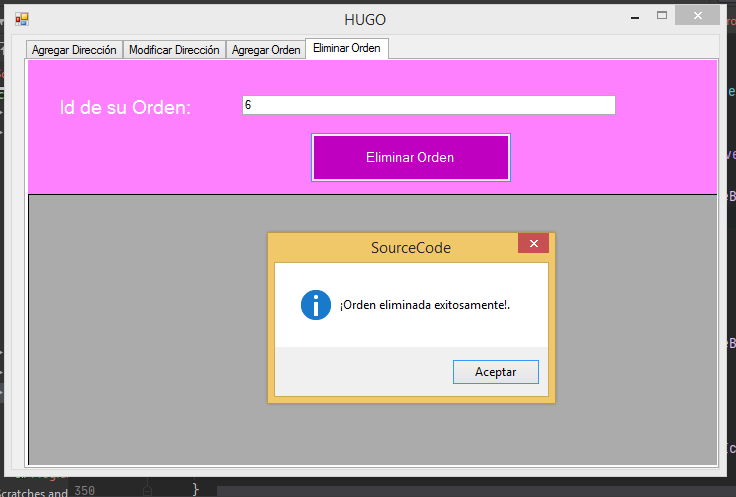 HUGO
Agregar Dirección
Modificar Dirección
Agregar Orden
Eliminar Orden
Id de su Orden:
6
Eliminar Orden
SourceCode
¡Orden eliminada exitosamente!.
Aceptar
Scratches and
350
}